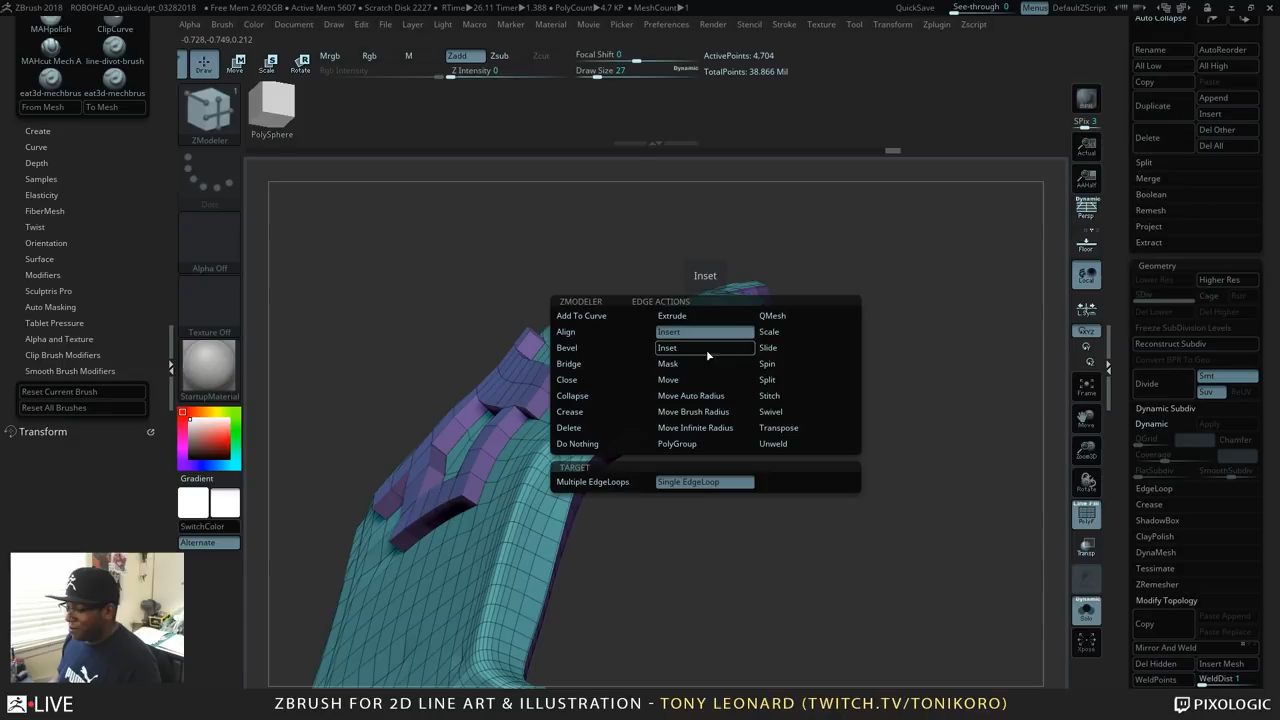 ZBrush 2018 ROBOHEAD_quiksculpt_03282018 • Free Memory 2.692GB • Active Memory 5607 • Scratch Disk 2227 • RTime▶26.11 Timer▶1.388 • PolyCount▶4.7 KP • MeshCount▶1
QuickSave See-through 0 Menus DefaultZScript
Alpha Brush Color Document Draw Edit File Layer Light Macro Marker Material Movie Picker Preferences Render Stencil Stroke Texture Tool Transform Zplugin Zscript
-0.728,-0.749,0.212
MAHpolish ClipCurve
MAHcut Mech A line-divot-brush
eat3d-mechbrus eat3d-mechbrus
From Mesh To Mesh
Create
Curve
Depth
Samples
Elasticity
FiberMesh
Twist
Orientation
Surface
Modifiers
Sculptris Pro
Auto Masking
Tablet Pressure
Alpha and Texture
Clip Brush Modifiers
Smooth Brush Modifiers
Reset Current Brush
Reset All Brushes
Transform
Draw Move Scale Rotate
Mrgb Rgb M
Rgb Intensity
Zadd Zsub Zcut
Z Intensity 0
Focal Shift 0
Draw Size 27 Dynamic
ActivePoints: 4,704
TotalPoints: 38.866 Mil
1
ZModeler
PolySphere
Dots
Alpha Off
Texture Off
StartupMaterial
Gradient
SwitchColor
Alternate
Inset
ZMODELER EDGE ACTIONS
Add To Curve Extrude QMesh
Align Insert Scale
Bevel Inset Slide
Bridge Mask Spin
Close Move Split
Collapse Move Auto Radius Stitch
Crease Move Brush Radius Swivel
Delete Move Infinite Radius Transpose
Do Nothing PolyGroup Unweld
TARGET
Multiple EdgeLoops Single EdgeLoop
BPR
SPix 3
Actual
AAHalf
Dynamic
Persp
Floor
Local
L.Sym
XYZ
Frame
Move
Zoom3D
Rotate
Line Fill
PolyF
Transp
Dynamic
Solo
Xpose
Auto Collapse
Rename AutoReorder
All Low All High
Copy Paste
Duplicate Append
Insert
Delete Del Other
Del All
Split
Merge
Boolean
Remesh
Project
Extract
Geometry
Lower Res Higher Res
SDiv Cage Rstr
Del Lower Del Higher
Freeze SubDivision Levels
Reconstruct Subdiv
Convert BPR To Geo
Divide Smt
Suv ReUV
Dynamic Subdiv
Dynamic Apply
QGrid Chamfer
Coverage
FlatSubdiv SmoothSubdiv
EdgeLoop
Crease
ShadowBox
ClayPolish
DynaMesh
Tessimate
ZRemesher
Modify Topology
Copy Paste Append
Paste Replace
Mirror And Weld
Del Hidden Insert Mesh
WeldPoints WeldDist 1
LIVE
ZBRUSH FOR 2D LINE ART & ILLUSTRATION - TONY LEONARD (TWITCH.TV/TONIKORO)
PIXOLOGIC